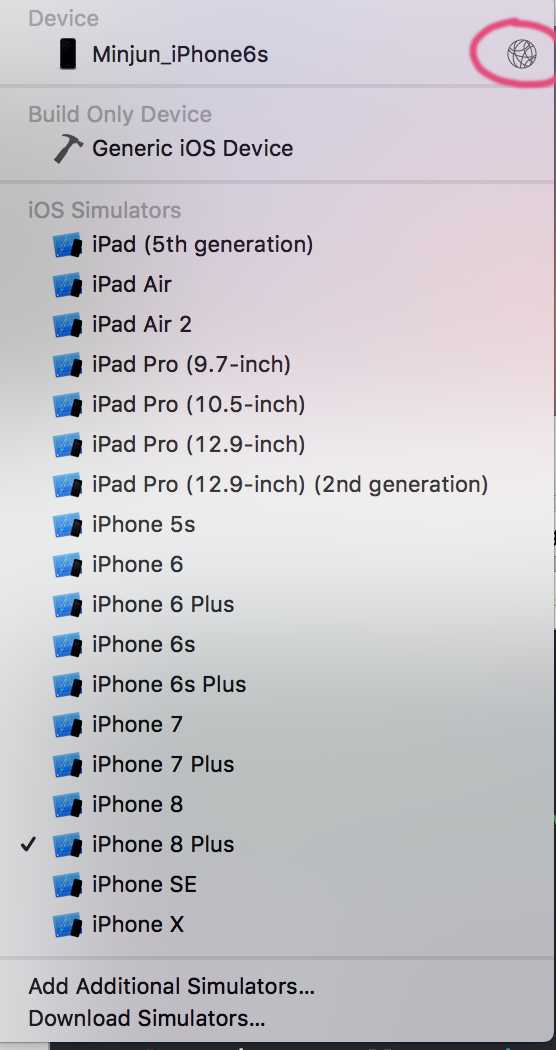 Device
Minjun_iPhone6s
Build Only Device
Generic iOS Device
iOS Simulators
iPad (5th generation)
iPad Air
iPad Air 2
iPad Pro (9.7-inch)
iPad Pro (10.5-inch)
iPad Pro (12.9-inch)
iPad Pro (12.9-inch) (2nd generation)
iPhone 5s
iPhone 6
iPhone 6 Plus
iPhone 6s
iPhone 6s Plus
iPhone 7
iPhone 7 Plus
iPhone 8
iPhone 8 Plus
iPhone SE
iPhone X
Add Additional Simulators...
Download Simulators...